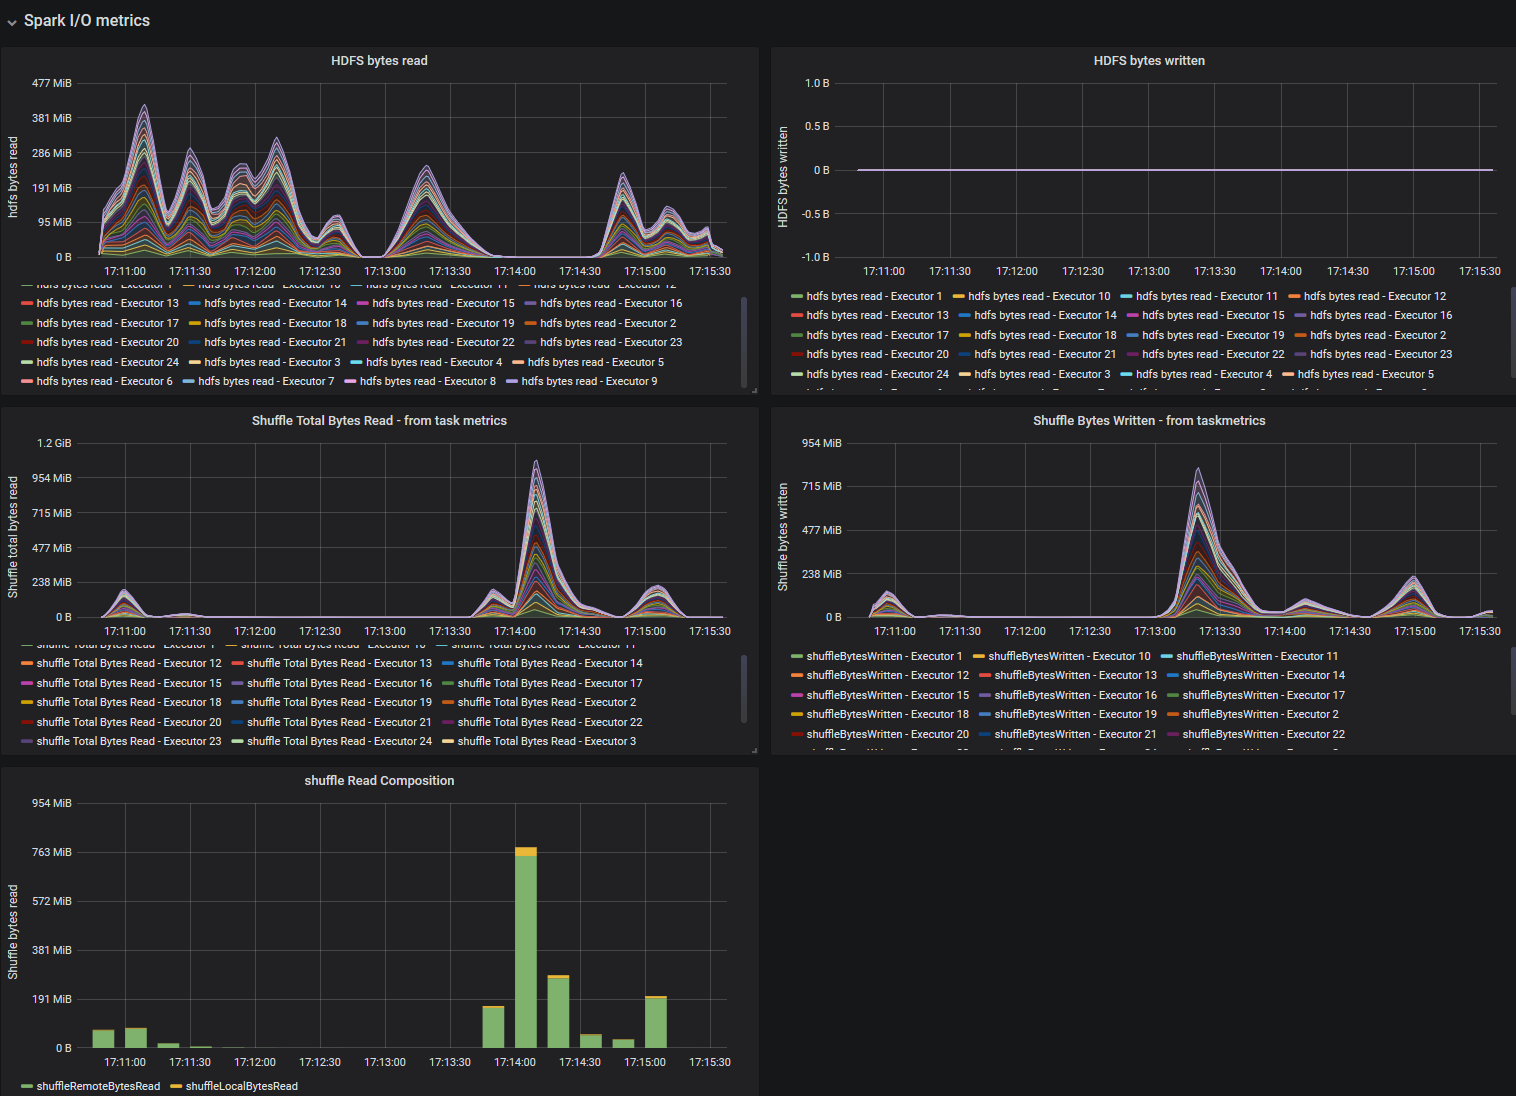 Spark I/O metrics
HDFS bytes read
477 MiB
381 MiB
286 MiB
191 MiB
95 MiB
0 B
hdfs bytes read
17:11:00 17:11:30 17:12:00 17:12:30 17:13:00 17:13:30 17:14:00 17:14:30 17:15:00 17:15:30
hdfs bytes read - Executor 13 hdfs bytes read - Executor 14 hdfs bytes read - Executor 15 hdfs bytes read - Executor 16
hdfs bytes read - Executor 17 hdfs bytes read - Executor 18 hdfs bytes read - Executor 19 hdfs bytes read - Executor 2
hdfs bytes read - Executor 20 hdfs bytes read - Executor 21 hdfs bytes read - Executor 22 hdfs bytes read - Executor 23
hdfs bytes read - Executor 24 hdfs bytes read - Executor 3 hdfs bytes read - Executor 4 hdfs bytes read - Executor 5
hdfs bytes read - Executor 6 hdfs bytes read - Executor 7 hdfs bytes read - Executor 8 hdfs bytes read - Executor 9
HDFS bytes written
1.0 B
0.5 B
0 B
-0.5 B
-1.0 B
HDFS bytes written
17:11:00 17:11:30 17:12:00 17:12:30 17:13:00 17:13:30 17:14:00 17:14:30 17:15:00 17:15:30
hdfs bytes read - Executor 1 hdfs bytes read - Executor 10 hdfs bytes read - Executor 11 hdfs bytes read - Executor 12
hdfs bytes read - Executor 13 hdfs bytes read - Executor 14 hdfs bytes read - Executor 15 hdfs bytes read - Executor 16
hdfs bytes read - Executor 17 hdfs bytes read - Executor 18 hdfs bytes read - Executor 19 hdfs bytes read - Executor 2
hdfs bytes read - Executor 20 hdfs bytes read - Executor 21 hdfs bytes read - Executor 22 hdfs bytes read - Executor 23
hdfs bytes read - Executor 24 hdfs bytes read - Executor 3 hdfs bytes read - Executor 4 hdfs bytes read - Executor 5
Shuffle Total Bytes Read - from task metrics
1.2 GiB
954 MiB
715 MiB
477 MiB
238 MiB
0 B
Shuffle total bytes read
17:11:00 17:11:30 17:12:00 17:12:30 17:13:00 17:13:30 17:14:00 17:14:30 17:15:00 17:15:30
shuffle Total Bytes Read - Executor 12 shuffle Total Bytes Read - Executor 13 shuffle Total Bytes Read - Executor 14
shuffle Total Bytes Read - Executor 15 shuffle Total Bytes Read - Executor 16 shuffle Total Bytes Read - Executor 17
shuffle Total Bytes Read - Executor 18 shuffle Total Bytes Read - Executor 19 shuffle Total Bytes Read - Executor 2
shuffle Total Bytes Read - Executor 20 shuffle Total Bytes Read - Executor 21 shuffle Total Bytes Read - Executor 22
shuffle Total Bytes Read - Executor 23 shuffle Total Bytes Read - Executor 24 shuffle Total Bytes Read - Executor 3
Shuffle Bytes Written - from taskmetrics
954 MiB
715 MiB
477 MiB
238 MiB
0 B
Shuffle bytes written
17:11:00 17:11:30 17:12:00 17:12:30 17:13:00 17:13:30 17:14:00 17:14:30 17:15:00 17:15:30
shuffleBytesWritten - Executor 1 shuffleBytesWritten - Executor 10 shuffleBytesWritten - Executor 11
shuffleBytesWritten - Executor 12 shuffleBytesWritten - Executor 13 shuffleBytesWritten - Executor 14
shuffleBytesWritten - Executor 15 shuffleBytesWritten - Executor 16 shuffleBytesWritten - Executor 17
shuffleBytesWritten - Executor 18 shuffleBytesWritten - Executor 19 shuffleBytesWritten - Executor 2
shuffleBytesWritten - Executor 20 shuffleBytesWritten - Executor 21 shuffleBytesWritten - Executor 22
shuffle Read Composition
954 MiB
763 MiB
572 MiB
381 MiB
191 MiB
0 B
Shuffle bytes read
17:11:00 17:11:30 17:12:00 17:12:30 17:13:00 17:13:30 17:14:00 17:14:30 17:15:00 17:15:30
shuffleRemoteBytesRead shuffleLocalBytesRead